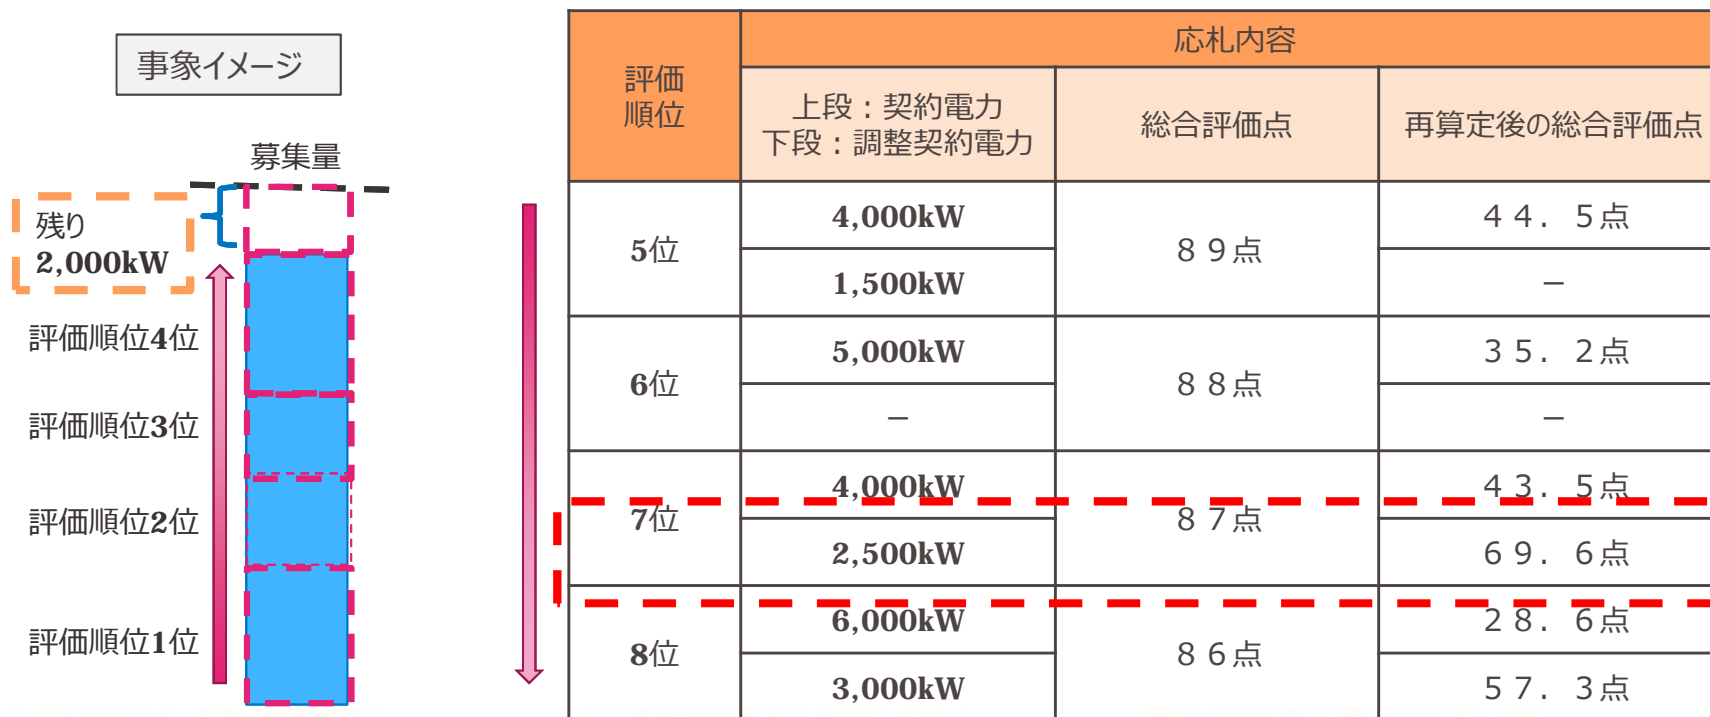 事象イメージ
募集量
残り
2,000kW
評価順位4位
評価順位3位
評価順位2位
評価順位1位
評価
順位
応札内容
上段：契約電力
下段：調整契約電力
総合評価点
再算定後の総合評価点
5位
4,000kW
1,500kW
８９点
４４．５点
－
6位
5,000kW
－
８８点
３５．２点
－
7位
4,000kW
2,500kW
８７点
４３．５点
６９．６点
8位
6,000kW
3,000kW
８６点
２８．６点
５７．３点